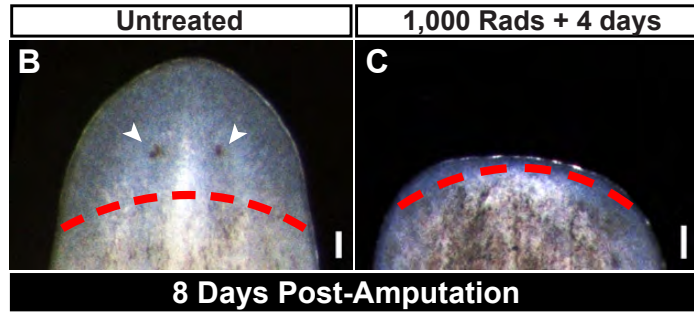 Untreated
1,000 Rads + 4 days
B
C
8 Days Post-Amputation